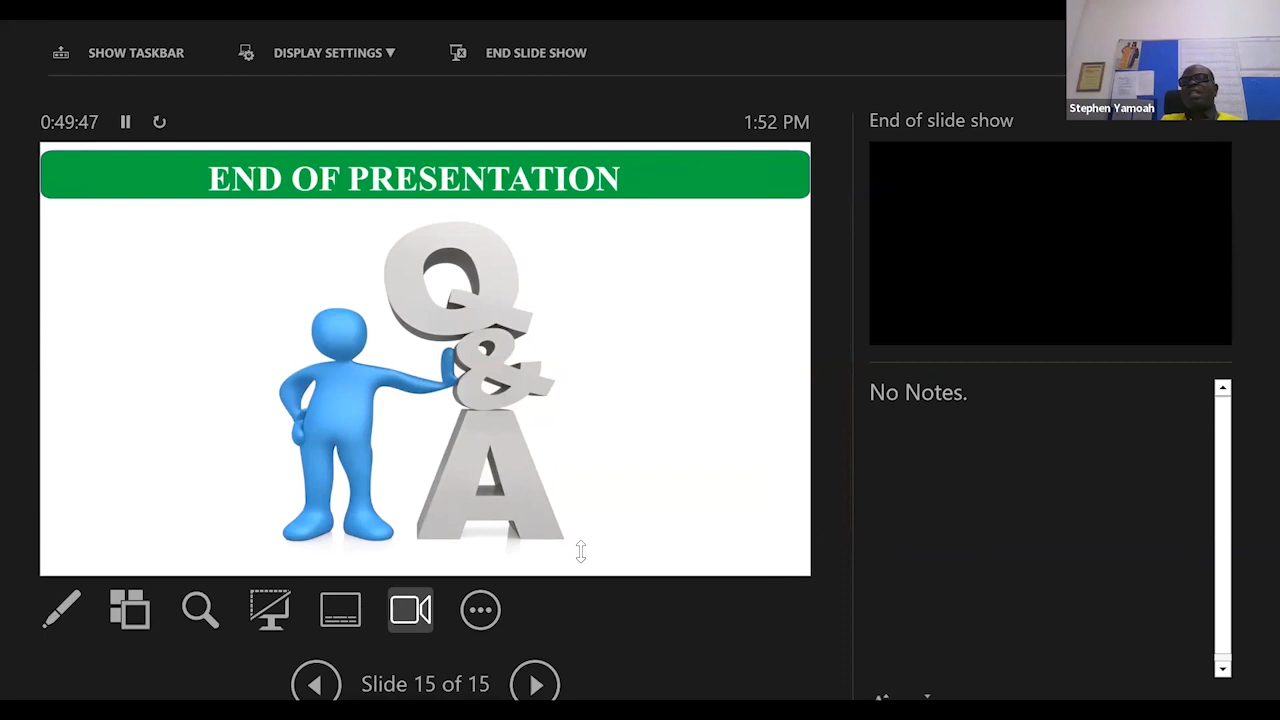 SHOW TASKBAR
DISPLAY SETTINGS ▼
END SLIDE SHOW
Stephen Yamoah
0:49:47
1:52 PM
End of slide show
END OF PRESENTATION
Q
&
A
No Notes.
Slide 15 of 15